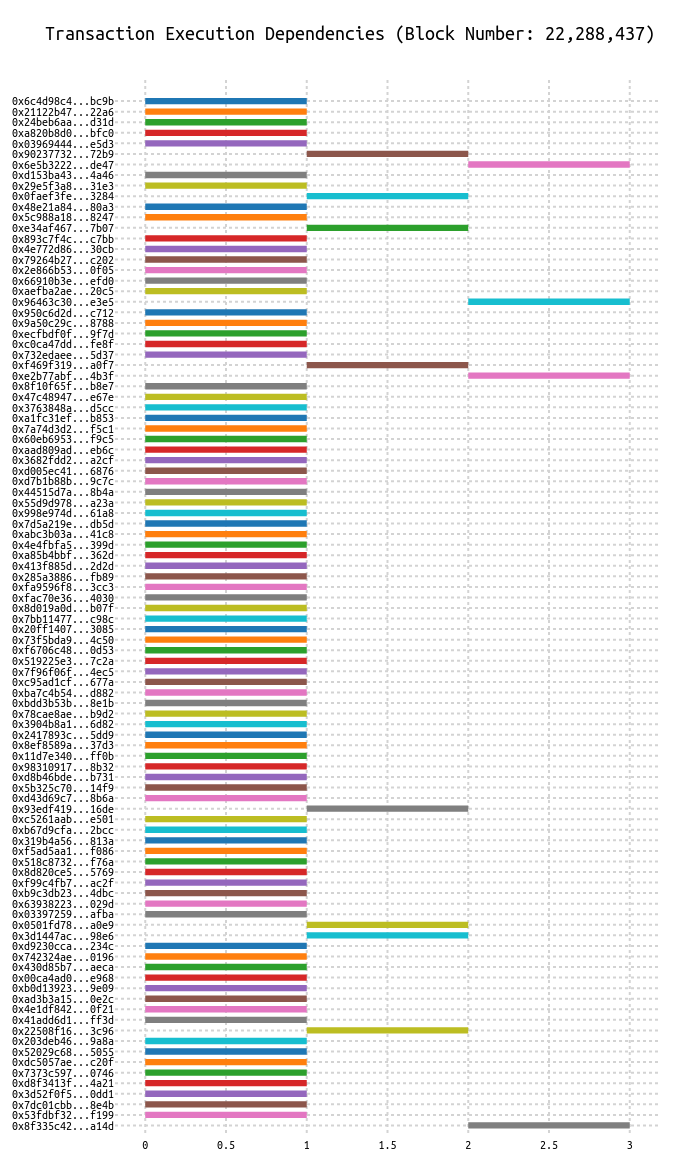 Transaction Execution Dependencies (Block Number: 22,288,437)
0x6c4d98c4...bc9b
0x21122b47...22a6
0x24beb6aa...d31d
0xa820b8d0...bfc0
0x03969444...e5d3
0x90237732...72b9
0x6e5b3222...de47
0xd153ba43...4a46
0x29e5f3a8...31e3
0x0faef3fe...3284
0x48e21a84...80a3
0x5c988a18...8247
0xe34af467...7b07
0x893c7f4c...c7bb
0x4e772d86...30cb
0x79264b27...c202
0x2e866b53...0f05
0x66910b3e...efd0
0xaefba2ae...20c5
0x96463c30...e3e5
0x950c6d2d...c712
0x9a50c29c...8788
0xecfbdf0f...9f7d
0xc0ca47dd...fe8f
0x732edaee...5d37
0xf469f319...a0f7
0xe2b77abf...4b3f
0x8f10f65f...b8e7
0x47c48947...e67e
0x3763848a...d5cc
0xa1fc31ef...b853
0x7a74d3d2...f5c1
0x60eb6953...f9c5
0xaad809ad...eb6c
0x3682fdd2...a2cf
0xd005ec41...6876
0xd7b1b88b...9c7c
0x44515d7a...8b4a
0x55d9d978...a23a
0x998e974d...61a8
0x7d5a219e...db5d
0xabc3b03a...41c8
0x4e4fbfa5...399d
0xa85b4bbf...362d
0x413f885d...2d2d
0x285a3886...fb89
0xfa9596f8...3cc3
0xfac70e36...4030
0x8d019a0d...b07f
0x7bb11477...c98c
0x20ff1407...3085
0x73f5bda9...4c50
0xf6706c48...0d53
0x519225e3...7c2a
0x7f96f06f...4ec5
0xc95ad1cf...677a
0xba7c4b54...d882
0xbdd3b53b...8e1b
0x78cae8ae...b9d2
0x3904b8a1...6d82
0x2417893c...5dd9
0x8ef8589a...37d3
0x11d7e340...ff0b
0x98310917...8b32
0xd8b46bde...b731
0x5b325c70...14f9
0xd43d69c7...8b6a
0x93edf419...16de
0xc5261aab...e501
0xb67d9cfa...2bcc
0x319b4a56...813a
0xf5ad5aa1...f086
0x518c8732...f76a
0x8d820ce5...5769
0xf99c4fb7...ac2f
0xb9c3db23...4dbc
0x63938223...029d
0x03397259...afba
0x0501fd78...a0e9
0x3d1447ac...98e6
0xd9230cca...234c
0x742324ae...0196
0x430d85b7...aeca
0x00ca4ad0...e968
0xb0d13923...9e09
0xad3b3a15...0e2c
0x4e1df842...0f21
0x41add6d1...ff3d
0x22508f16...3c96
0x203deb46...9a8a
0x52029c68...5055
0xdc5057ae...c20f
0x7373c597...0746
0xd8f3413f...4a21
0x3d52f0f5...0dd1
0x7dc01cbb...8e4b
0x53fdbf32...f199
0x8f335c42...a14d
0 0.5 1 1.5 2 2.5 3